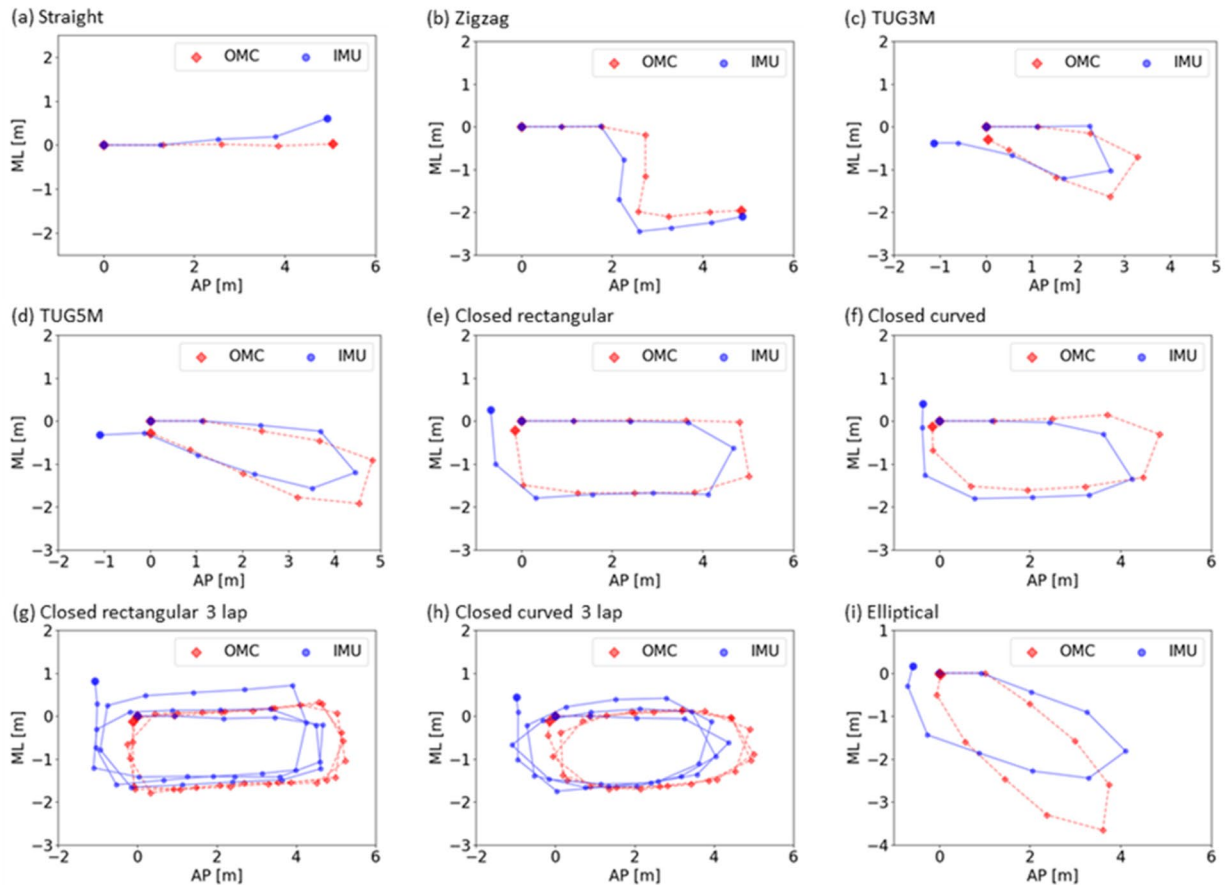 (a) Straight
(b) Zigzag
(c) TUG3M
OMC IMU
OMC IMU
OMC IMU
ML [m]
2
1
0
−1
−2
0 2 4 6
AP [m]
ML [m]
2
1
0
−1
−2
−3
0 2 4 6
AP [m]
ML [m]
2
1
0
−1
−2
−3
−2 −1 0 1 2 3 4 5
AP [m]
(d) TUG5M
(e) Closed rectangular
(f) Closed curved
OMC IMU
OMC IMU
OMC IMU
ML [m]
2
1
0
−1
−2
−3
−2 −1 0 1 2 3 4 5
AP [m]
ML [m]
2
1
0
−1
−2
−3
0 2 4 6
AP [m]
ML [m]
2
1
0
−1
−2
−3
0 2 4 6
AP [m]
(g) Closed rectangular 3 lap
(h) Closed curved 3 lap
(i) Elliptical
OMC IMU
OMC IMU
OMC IMU
ML [m]
2
1
0
−1
−2
−3
0 2 4 6
AP [m]
ML [m]
2
1
0
−1
−2
−3
0 2 4 6
AP [m]
ML [m]
1
0
−1
−2
−3
−4
0 2 4 6
AP [m]